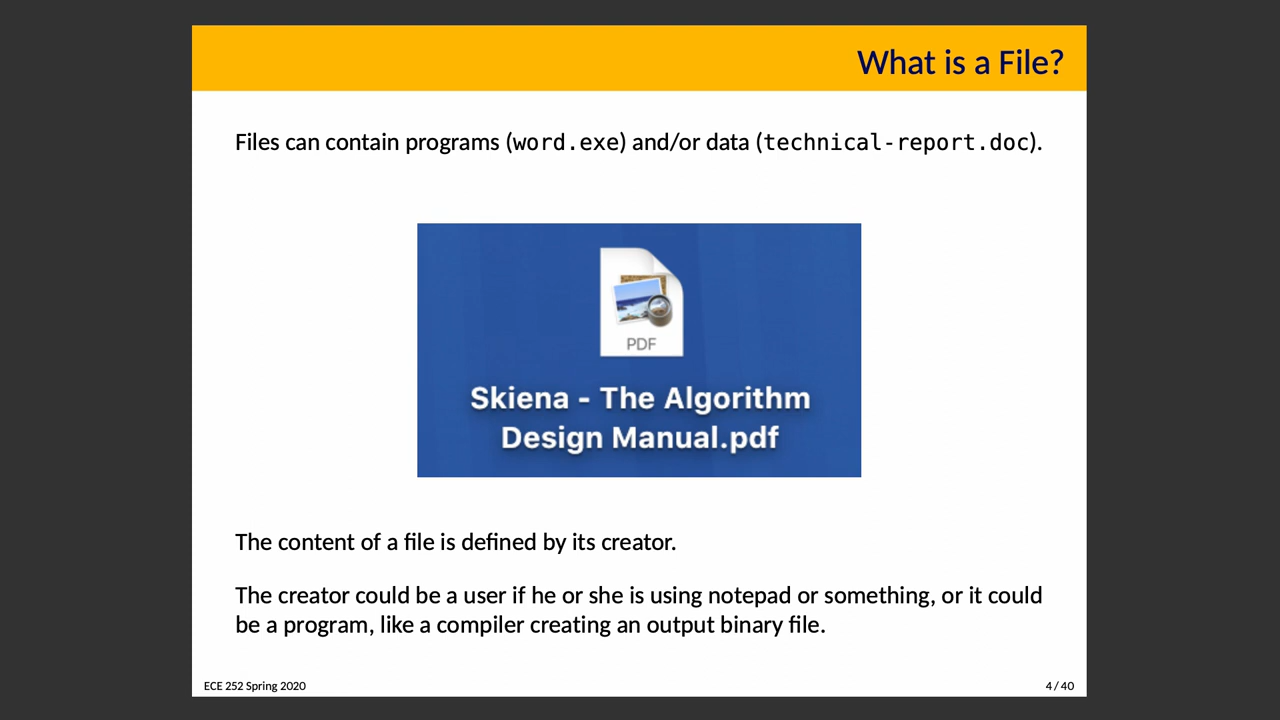 What is a File?
Files can contain programs (word.exe) and/or data (technical-report.doc).
PDF
Skiena - The Algorithm
Design Manual.pdf
The content of a file is defined by its creator.
The creator could be a user if he or she is using notepad or something, or it could
be a program, like a compiler creating an output binary file.
ECE 252 Spring 2020
4 / 40